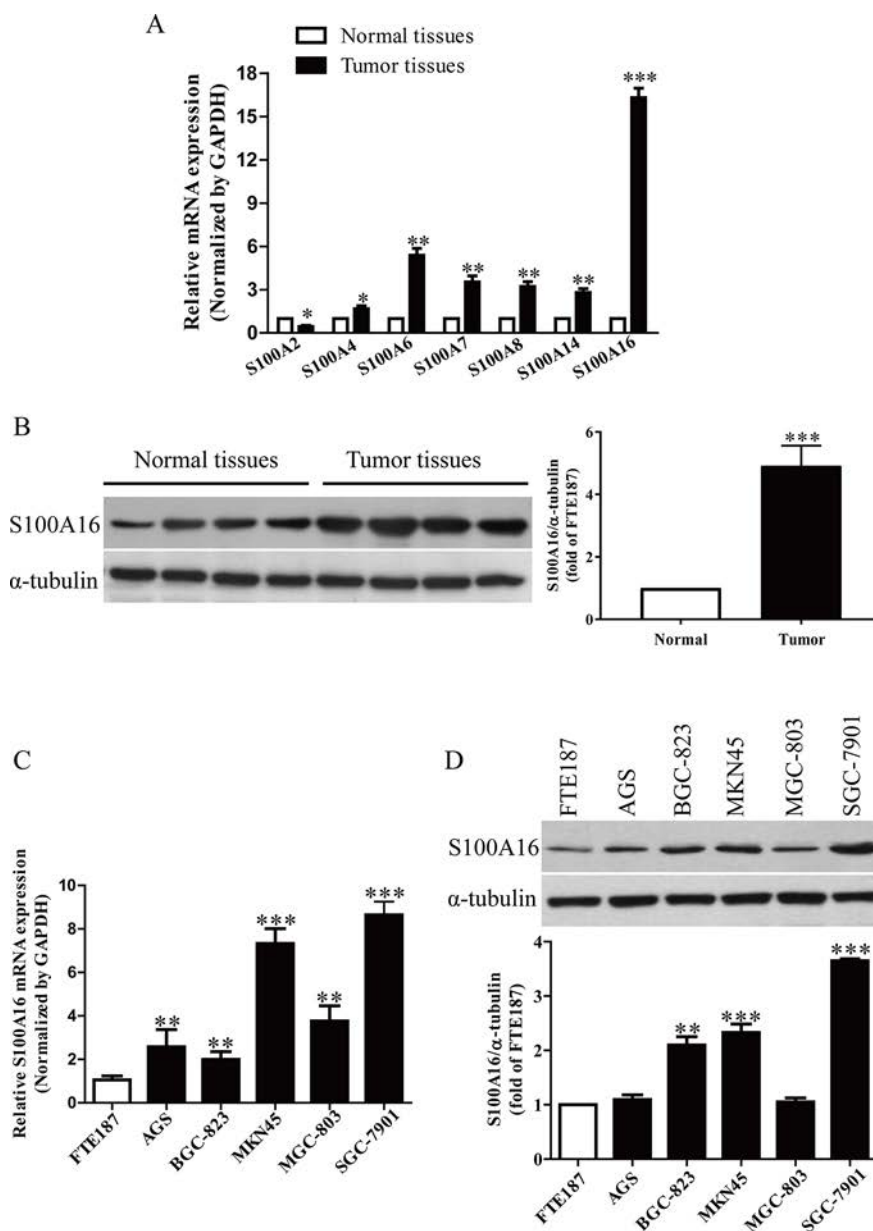 A
Normal tissues
Tumor tissues
Relative mRNA expression
(Normalized by GAPDH)
18
15
12
9
6
3
0
*
*
**
**
**
**
***
S100A2
S100A4
S100A6
S100A7
S100A8
S100A14
S100A16
B
Normal tissues Tumor tissues
S100A16
α-tubulin
S100A16/α-tubulin
(fold of FTE187)
6
4
2
0
***
Normal Tumor
C
Relative S100A16 mRNA expression
(Normalized by GAPDH)
10
8
6
4
2
0
**
**
***
**
***
FTE187
AGS
BGC-823
MKN45
MGC-803
SGC-7901
D
FTE187
AGS
BGC-823
MKN45
MGC-803
SGC-7901
S100A16
α-tubulin
S100A16/α-tubulin
(fold of FTE187)
4
3
2
1
0
**
***
***
FTE187
AGS
BGC-823
MKN45
MGC-803
SGC-7901